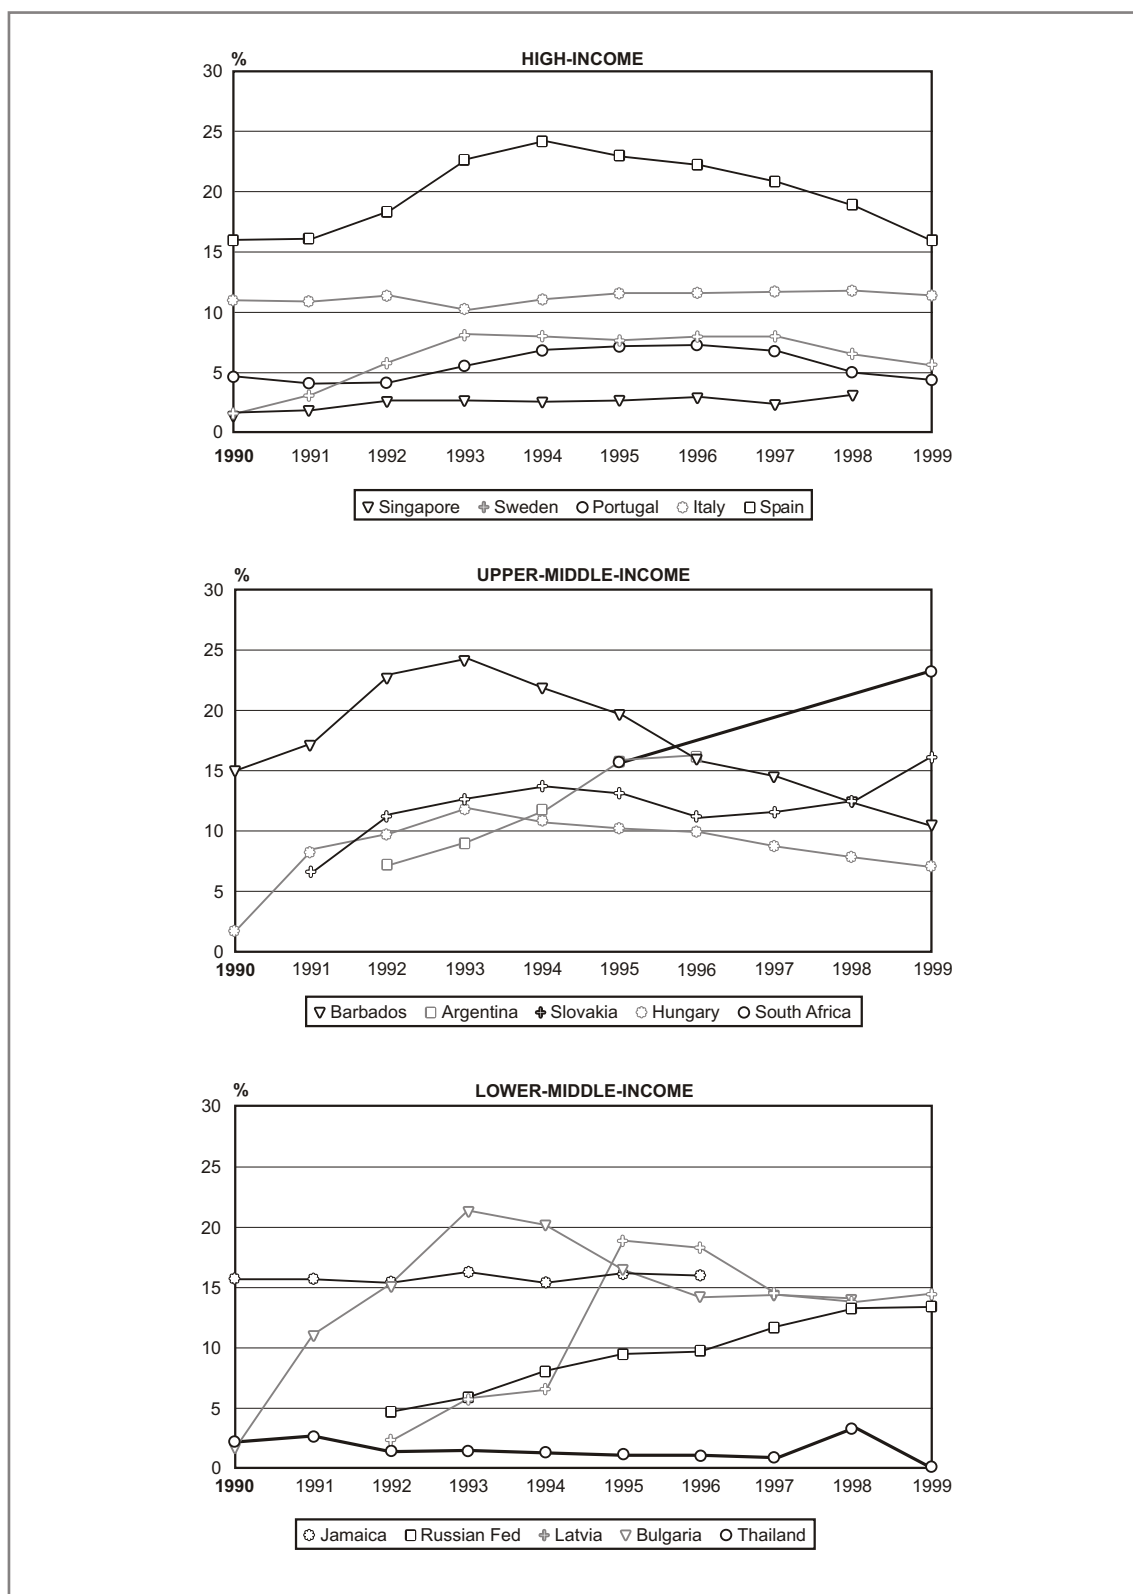 %
HIGH-INCOME
30
25
20
15
10
5
0
1990 1991 1992 1993 1994 1995 1996 1997 1998 1999
Singapore Sweden Portugal Italy Spain
%
UPPER-MIDDLE-INCOME
30
25
20
15
10
5
0
1990 1991 1992 1993 1994 1995 1996 1997 1998 1999
Barbados Argentina Slovakia Hungary South Africa
%
LOWER-MIDDLE-INCOME
30
25
20
15
10
5
0
1990 1991 1992 1993 1994 1995 1996 1997 1998 1999
Jamaica Russian Fed Latvia Bulgaria Thailand